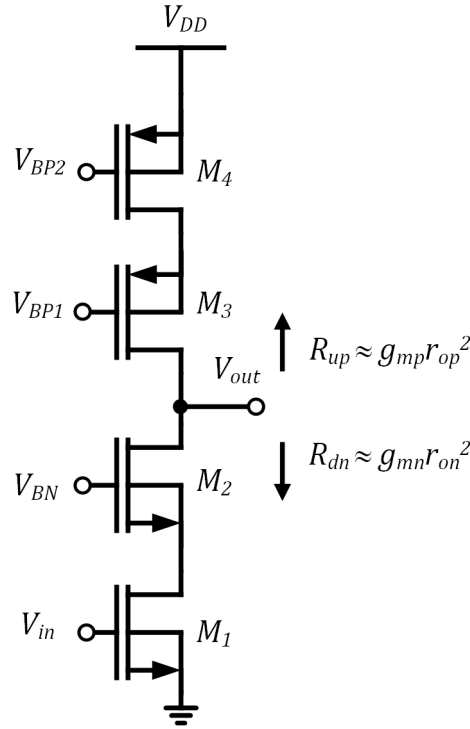 V_DD
V_BP2
M_4
V_BP1
M_3
V_out
R_up ≈ g_mp r_op^2
R_dn ≈ g_mn r_on^2
V_BN
M_2
V_in
M_1